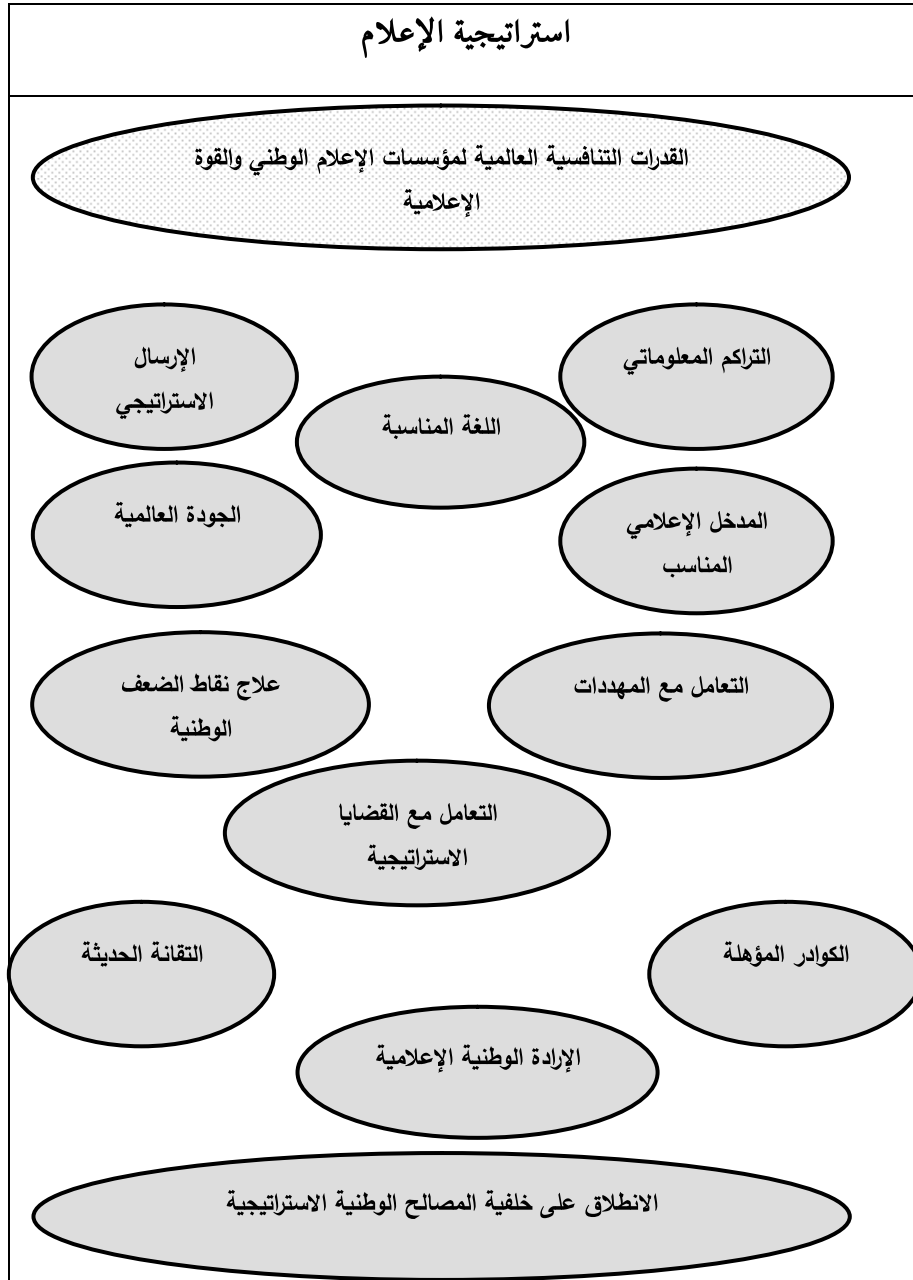 استراتيجية الإعلام
القدرات التنافسية العالمية لمؤسسات الإعلام الوطني والقوة
الإعلامية
التراكم المعلوماتي
الإرسال
الاستراتيجي
اللغة المناسبة
المدخل الإعلامي
المناسب
الجودة العالمية
التعامل مع المهددات
علاج نقاط الضعف
الوطنية
التعامل مع القضايا
الاستراتيجية
الكوادر المؤهلة
التقانة الحديثة
الإرادة الوطنية الإعلامية
الانطلاق على خلفية المصالح الوطنية الاستراتيجية